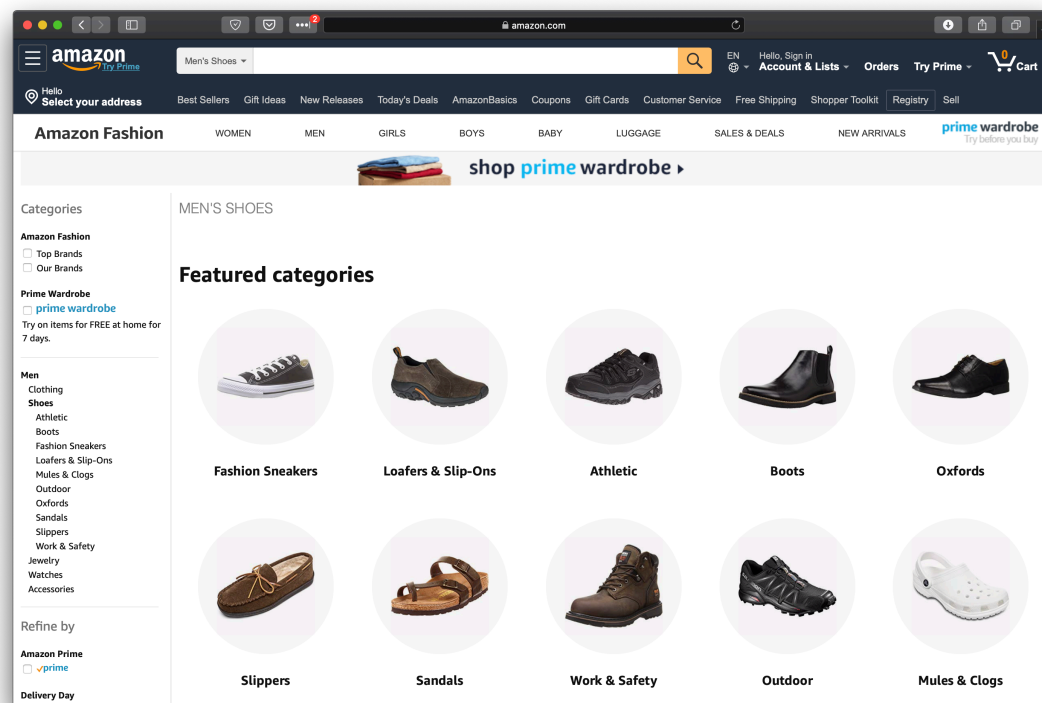 2
amazon.com
amazon
Try Prime
Men's Shoes
EN
Hello, Sign in
Account & Lists
Orders
Try Prime
0
Cart
Hello
Select your address
Best Sellers
Gift Ideas
New Releases
Today's Deals
AmazonBasics
Coupons
Gift Cards
Customer Service
Free Shipping
Shopper Toolkit
Registry
Sell
Amazon Fashion
WOMEN
MEN
GIRLS
BOYS
BABY
LUGGAGE
SALES & DEALS
NEW ARRIVALS
prime wardrobe
Try before you buy
shop prime wardrobe
Categories
Amazon Fashion
Top Brands
Our Brands
Prime Wardrobe
prime wardrobe
Try on items for FREE at home for
7 days.
Men
Clothing
Shoes
Athletic
Boots
Fashion Sneakers
Loafers & Slip-Ons
Mules & Clogs
Outdoor
Oxfords
Sandals
Slippers
Work & Safety
Jewelry
Watches
Accessories
Refine by
Amazon Prime
prime
Delivery Day
MEN'S SHOES
Featured categories
Fashion Sneakers
Loafers & Slip-Ons
Athletic
Boots
Oxfords
Slippers
Sandals
Work & Safety
Outdoor
Mules & Clogs